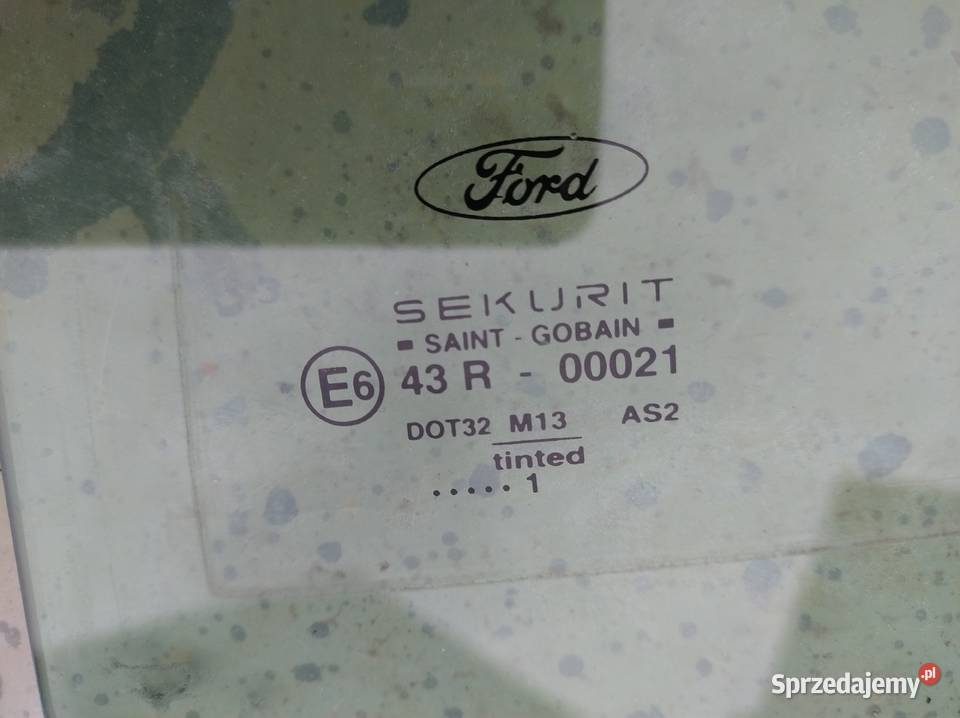 Ford
SEKURIT
- SAINT - GOBAIN -
E6 43 R - 00021
DOT32 M13 AS2
tinted
..... 1
Sprzedajemy.pl